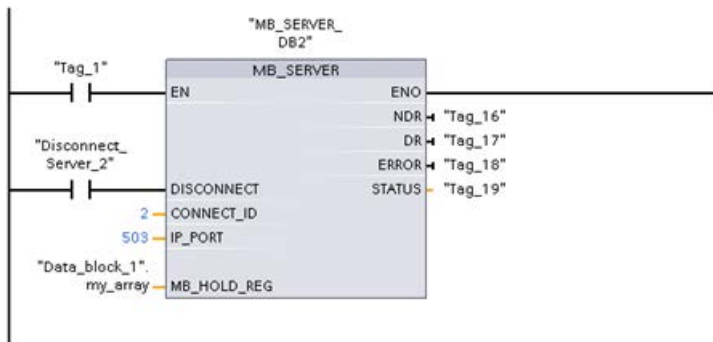 "MB_SERVER_
DB2"
"Tag_1"
MB_SERVER
EN
ENO
NDR
"Tag_16"
DR
"Tag_17"
"Disconnect_
Server_2"
ERROR
"Tag_18"
DISCONNECT
STATUS
"Tag_19"
2
CONNECT_ID
503
IP_PORT
"Data_block_1".
my_array
MB_HOLD_REG